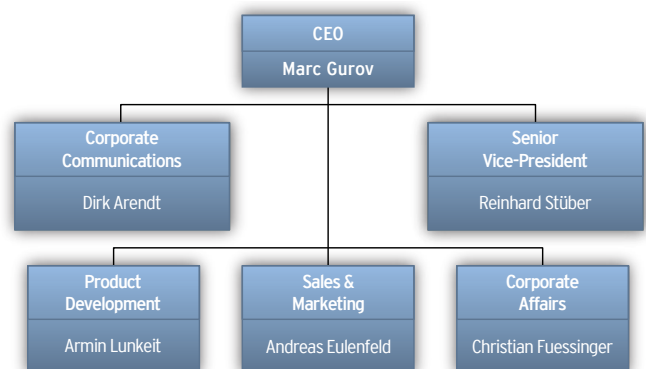 CEO
Marc Gurov
Corporate
Communications
Dirk Arendt
Senior
Vice-President
Reinhard Stüber
Product
Development
Armin Lunkeit
Sales &
Marketing
Andreas Eulenfeld
Corporate
Affairs
Christian Fuessinger